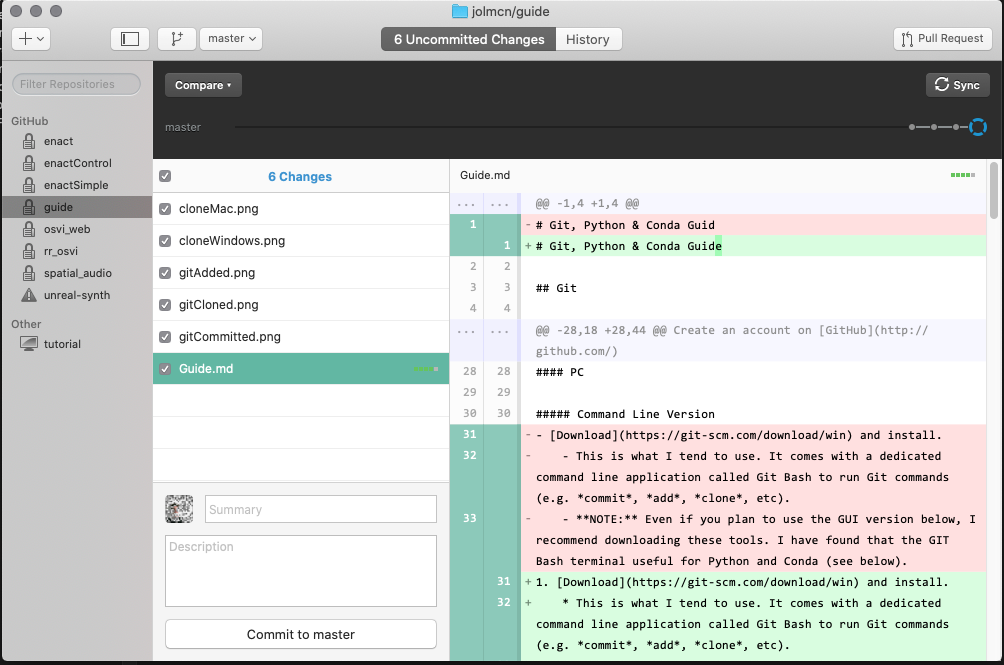 jolmcn/guide
master
6 Uncommitted Changes
History
Pull Request
Filter Repositories
GitHub
enact
enactControl
enactSimple
guide
osvi_web
rr_osvi
spatial_audio
unreal-synth
Other
tutorial
Compare
Sync
master
6 Changes
cloneMac.png
cloneWindows.png
gitAdded.png
gitCloned.png
gitCommitted.png
Guide.md
Summary
Description
Commit to master
Guide.md
... ... @@ -1,4 +1,4 @@
1 - # Git, Python & Conda Guid
1 + # Git, Python & Conda Guide
2 2
3 3 ## Git
4 4
... ... @@ -28,18 +28,44 @@ Create an account on [GitHub](http://
github.com/)
28 28 #### PC
29 29
30 30 ##### Command Line Version
31 - - [Download](https://git-scm.com/download/win) and install.
32 - - This is what I tend to use. It comes with a dedicated
command line application called Git Bash to run Git commands
(e.g. *commit*, *add*, *clone*, etc).
33 - - **NOTE:** Even if you plan to use the GUI version below, I
recommend downloading these tools. I have found that the GIT
Bash terminal useful for Python and Conda (see below).
31 + 1. [Download](https://git-scm.com/download/win) and install.
32 + * This is what I tend to use. It comes with a dedicated
command line application called Git Bash to run Git commands
(e.g. *commit*, *add*, *clone*, etc).